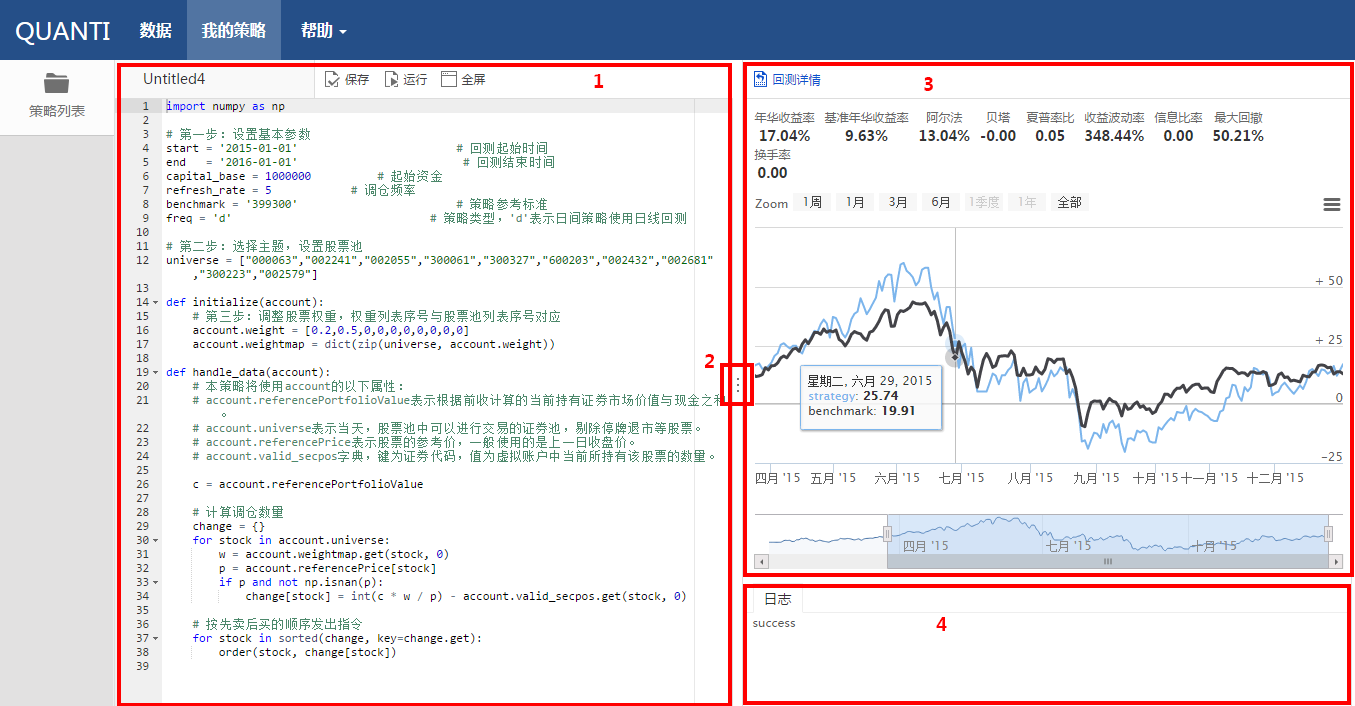 QUANTI 数据 我的策略 帮助
策略列表
Untitled4 保存 运行 全屏 1
1 import numpy as np
2
3 # 第一步：设置基本参数
4 start = '2015-01-01' # 回测起始时间
5 end = '2016-01-01' # 回测结束时间
6 capital_base = 1000000 # 起始资金
7 refresh_rate = 5 # 调仓频率
8 benchmark = '399300' # 策略参考标准
9 freq = 'd' # 策略类型，'d'表示日间策略使用日线回测
10
11 # 第二步：选择主题，设置股票池
12 universe = ["000063","002241","002055","300061","300327","600203","002432","002681"
,"300223","002579"]
13
14 def initialize(account):
15 # 第三步：调整股票权重，权重列表序号与股票池列表序号对应
16 account.weight = [0.2,0.5,0,0,0,0,0,0,0,0]
17 account.weightmap = dict(zip(universe, account.weight))
18
19 def handle_data(account):
20 # 本策略将使用account的以下属性：
21 # account.referencePortfolioValue表示根据前收计算的当前持有证券市场价值与现金之和
。
22 # account.universe表示当天，股票池中可以进行交易的证券池，剔除停牌退市等股票。
23 # account.referencePrice表示股票的参考价，一般使用的是上一日收盘价。
24 # account.valid_secpos字典，键为证券代码，值为虚拟账户中当前所持有该股票的数量。
25
26 c = account.referencePortfolioValue
27
28 # 计算调仓数量
29 change = {}
30 for stock in account.universe:
31 w = account.weightmap.get(stock, 0)
32 p = account.referencePrice[stock]
33 if p and not np.isnan(p):
34 change[stock] = int(c * w / p) - account.valid_secpos.get(stock, 0)
35
36 # 按先卖后买的顺序发出指令
37 for stock in sorted(change, key=change.get):
38 order(stock, change[stock])
39
2
回测详情 3
年华收益率 基准年华收益率 阿尔法 贝塔 夏普率比 收益波动率 信息比率 最大回撤
17.04% 9.63% 13.04% -0.00 0.05 348.44% 0.00 50.21%
换手率
0.00
Zoom 1周 1月 3月 6月 1季度 1年 全部
+ 50
+ 25
0
-25
星期二, 六月 29, 2015
strategy: 25.74
benchmark: 19.91
四月 '15 五月 '15 六月 '15 七月 '15 八月 '15 九月 '15 十月 '15 十一月 '15 十二月 '15
四月 '15 七月 '15 十月 '15
日志 4
success